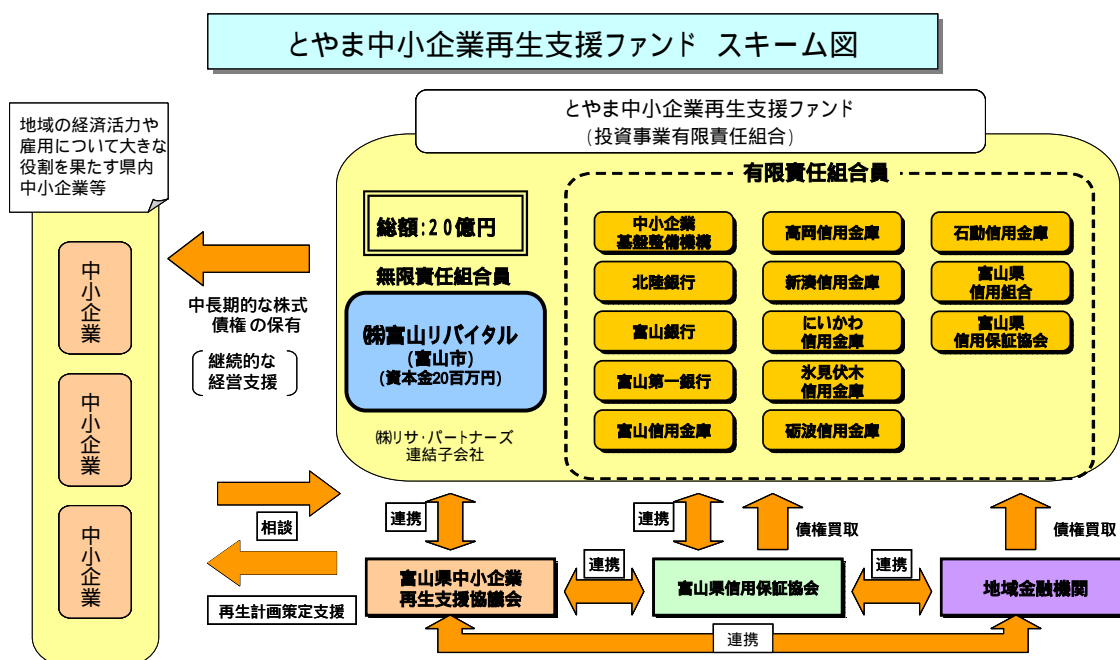 とやま中小企業再生支援ファンド スキーム図
地域の経済活力や
雇用について大きな
役割を果たす県内
中小企業等
中小企業
中小企業
中小企業
中長期的な株式
債権の保有
継続的な
経営支援
とやま中小企業再生支援ファンド
(投資事業有限責任組合)
総額:20億円
無限責任組合員
㈱富山リバイタル
(富山市)
(資本金20百万円)
㈱リサ・パートナーズ
連結子会社
有限責任組合員
中小企業
基盤整備機構
北陸銀行
富山銀行
富山第一銀行
富山信用金庫
高岡信用金庫
新湊信用金庫
にいかわ
信用金庫
氷見伏木
信用金庫
砺波信用金庫
石動信用金庫
富山県
信用組合
富山県
信用保証協会
相談
再生計画策定支援
連携
連携
債権買取
債権買取
富山県中小企業
再生支援協議会
連携
富山県信用保証協会
連携
地域金融機関
連携